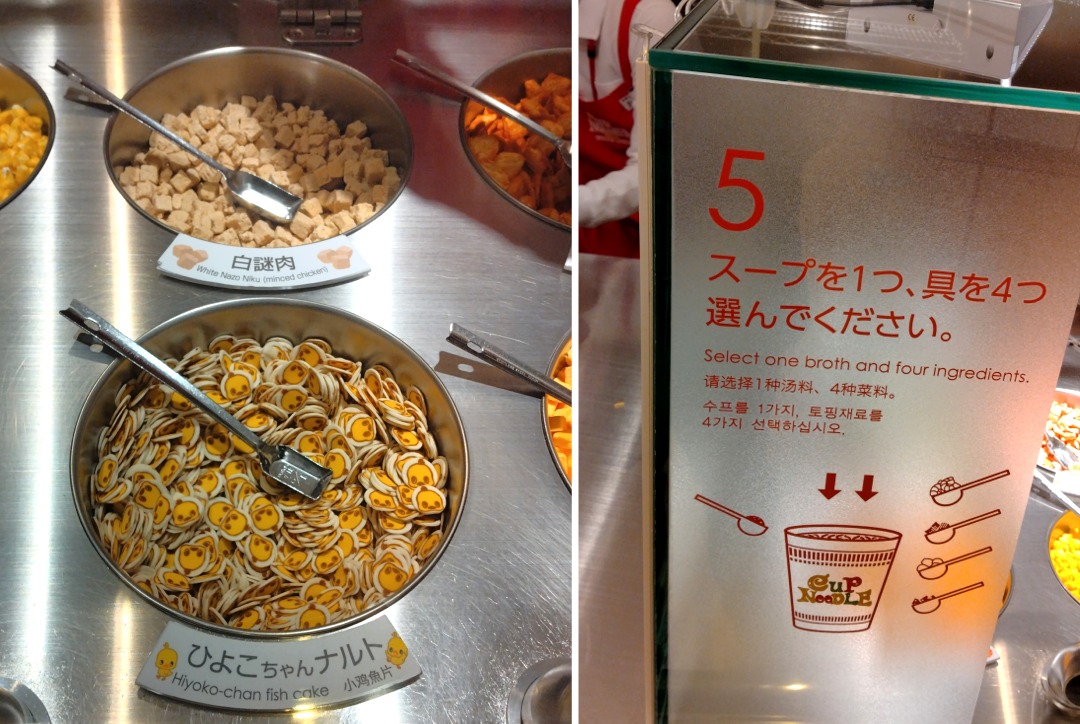 白謎肉
White Nazo Niku (minced chicken)
ひよこちゃんナルト
Hiyoko-chan fish cake 小鸡魚片
5
スープを1つ、具を4つ
選んでください。
Select one broth and four ingredients.
请选择1种汤料、4种菜料。
수프를 1가지, 토핑재료를
4가지 선택하십시오.
CUP
NOODLE